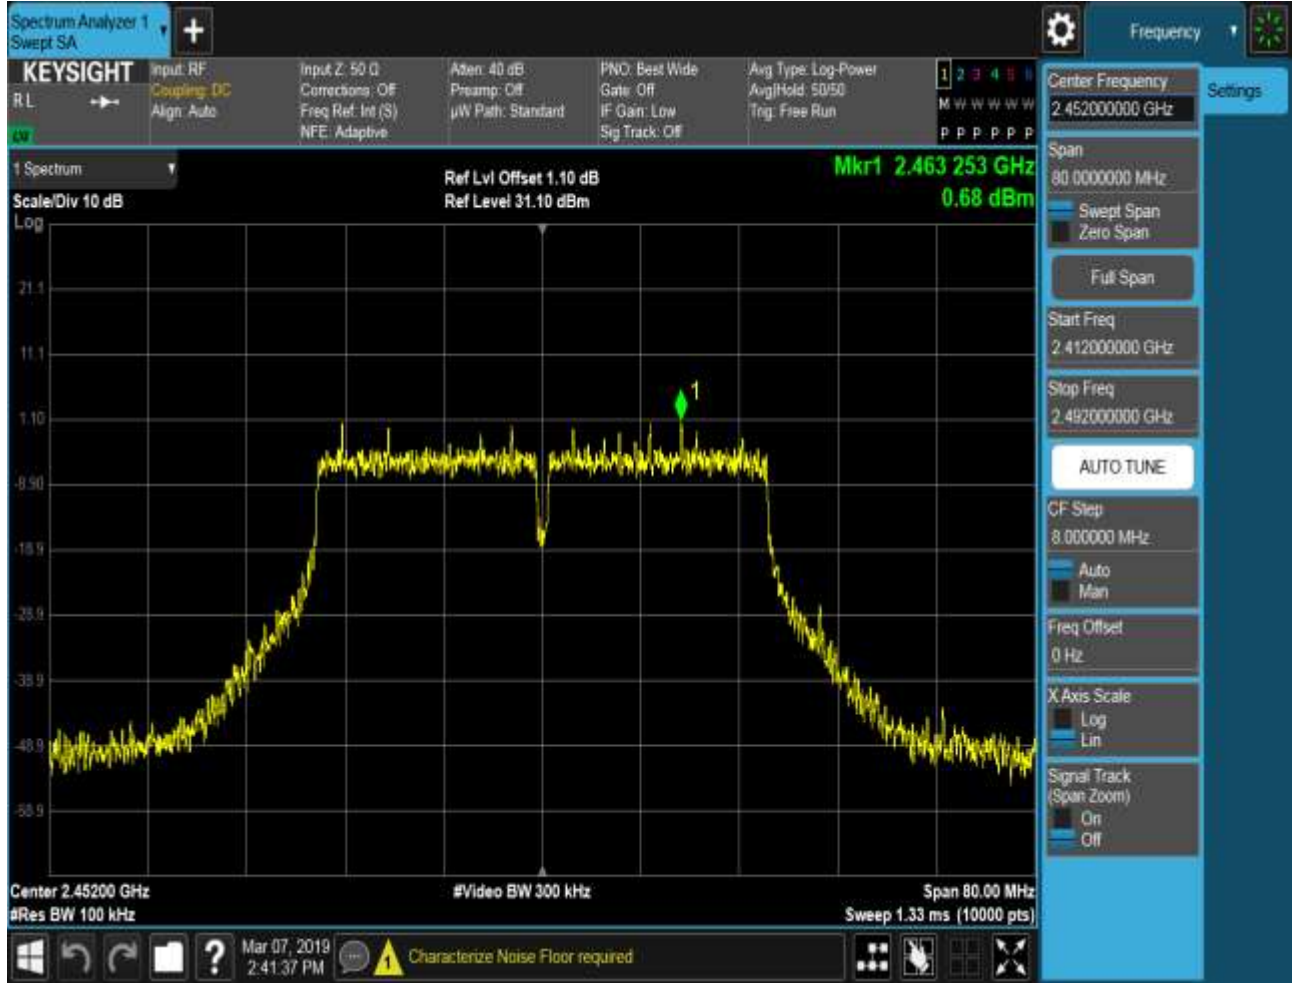 Spectrum Analyzer 1
Swept SA
+
Frequency
KEYSIGHT
R L
Input: RF
Coupling: DC
Align: Auto
Input Z: 50 Ω
Corrections: Off
Freq Ref: Int (S)
NFE: Adaptive
Atten: 40 dB
Preamp: Off
µW Path: Standard
PNO: Best Wide
Gate: Off
IF Gain: Low
Sig Track: Off
Avg Type: Log-Power
Avg|Hold: 50/50
Trig: Free Run
1 2 3 4 5 6
M W W W W W
P P P P P P
1 Spectrum
Scale/Div 10 dB
Ref Lvl Offset 1.10 dB
Ref Level 31.10 dBm
Mkr1 2.463 253 GHz
0.68 dBm
Log
21.1
11.1
1.10
-8.90
-18.9
-28.9
-38.9
-48.9
-58.9
1
Center 2.45200 GHz
#Res BW 100 kHz
#Video BW 300 kHz
Span 80.00 MHz
Sweep 1.33 ms (10000 pts)
Center Frequency
2.452000000 GHz
Settings
Span
80.0000000 MHz
Swept Span
Zero Span
Full Span
Start Freq
2.412000000 GHz
Stop Freq
2.492000000 GHz
AUTO TUNE
CF Step
8.000000 MHz
Auto
Man
Freq Offset
0 Hz
X Axis Scale
Log
Lin
Signal Track
(Span Zoom)
On
Off
?
Mar 07, 2019
2:41:37 PM
1
Characterize Noise Floor required